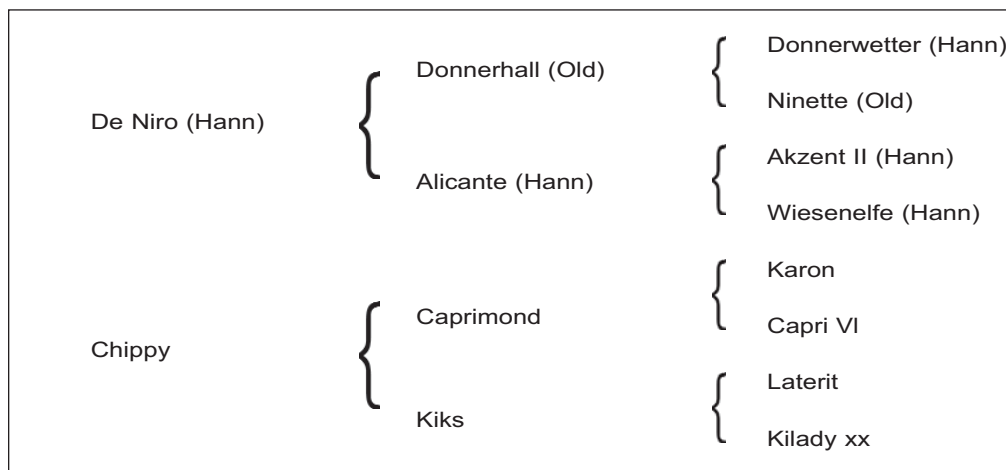 De Niro (Hann)
Donnerhall (Old)
Donnerwetter (Hann)
Ninette (Old)
Alicante (Hann)
Akzent II (Hann)
Wiesenelfe (Hann)
Chippy
Caprimond
Karon
Capri VI
Kiks
Laterit
Kilady xx